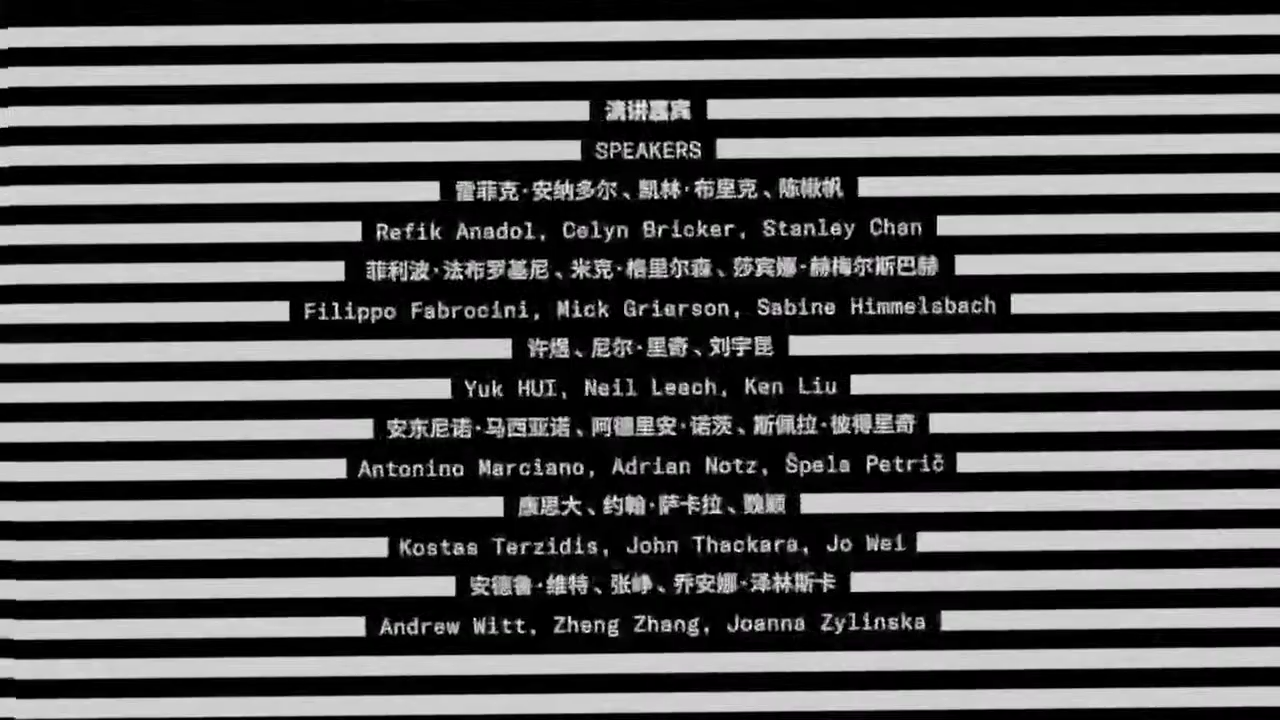 演讲嘉宾
SPEAKERS
雷菲克·安纳多尔、凯林·布里克、陈楸帆
Refik Anadol, Celyn Bricker, Stanley Chan
菲利波·法布罗基尼、米克·格里尔森、莎宾娜·赫梅尔斯巴赫
Filippo Fabrocini, Mick Grierson, Sabine Himmelsbach
许煜、尼尔·里奇、刘宇昆
Yuk HUI, Neil Leach, Ken Liu
安东尼诺·马西亚诺、阿德里安·诺茨、斯佩拉·彼得里奇
Antonino Marciano, Adrian Notz, Špela Petrič
康思大、约翰·萨卡拉、魏颖
Kostas Terzidis, John Thackara, Jo Wei
安德鲁·维特、张峥、乔安娜·泽林斯卡
Andrew Witt, Zheng Zhang, Joanna Zylinska